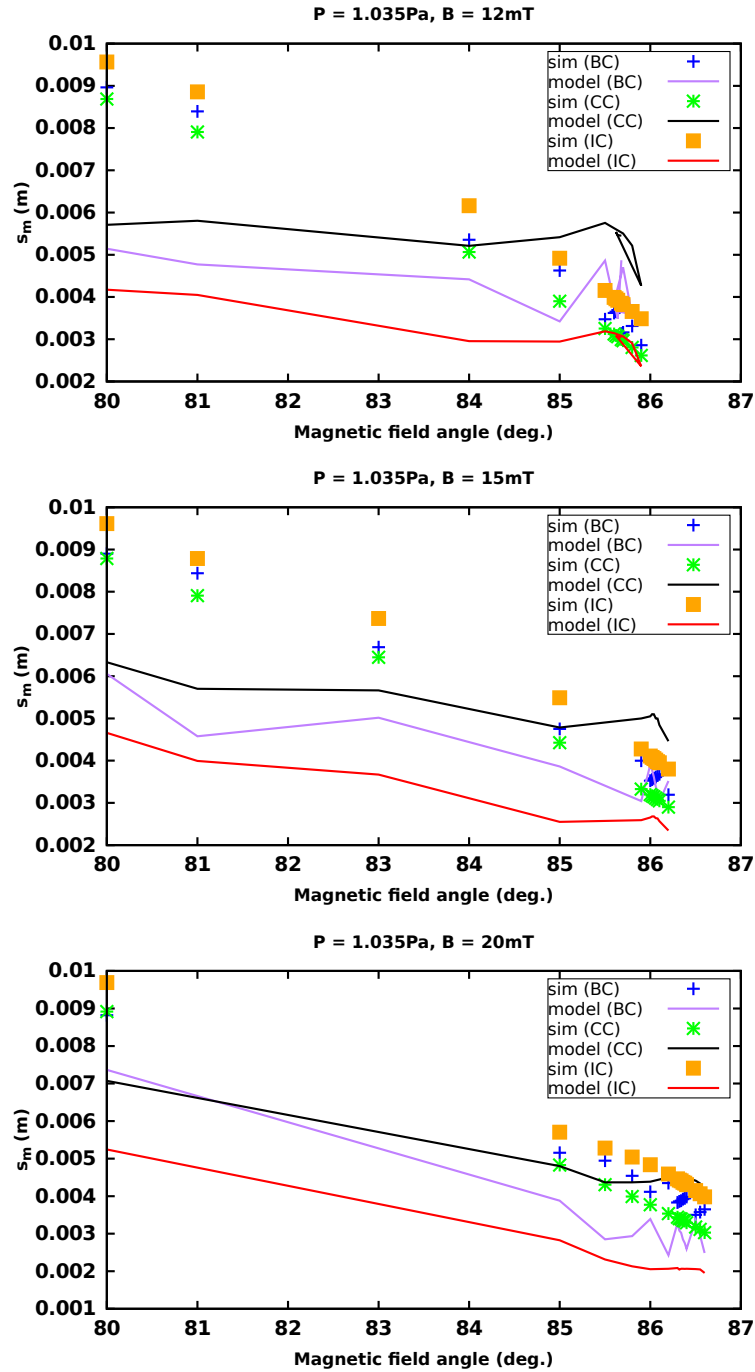 P = 1.035Pa, B = 12mT
0.01
0.009
0.008
0.007
0.006
0.005
0.004
0.003
0.002
s_m (m)
sim (BC)
model (BC)
sim (CC)
model (CC)
sim (IC)
model (IC)
80 81 82 83 84 85 86 87
Magnetic field angle (deg.)
P = 1.035Pa, B = 15mT
0.01
0.009
0.008
0.007
0.006
0.005
0.004
0.003
0.002
s_m (m)
sim (BC)
model (BC)
sim (CC)
model (CC)
sim (IC)
model (IC)
80 81 82 83 84 85 86 87
Magnetic field angle (deg.)
P = 1.035Pa, B = 20mT
0.01
0.009
0.008
0.007
0.006
0.005
0.004
0.003
0.002
0.001
s_m (m)
sim (BC)
model (BC)
sim (CC)
model (CC)
sim (IC)
model (IC)
80 81 82 83 84 85 86 87
Magnetic field angle (deg.)